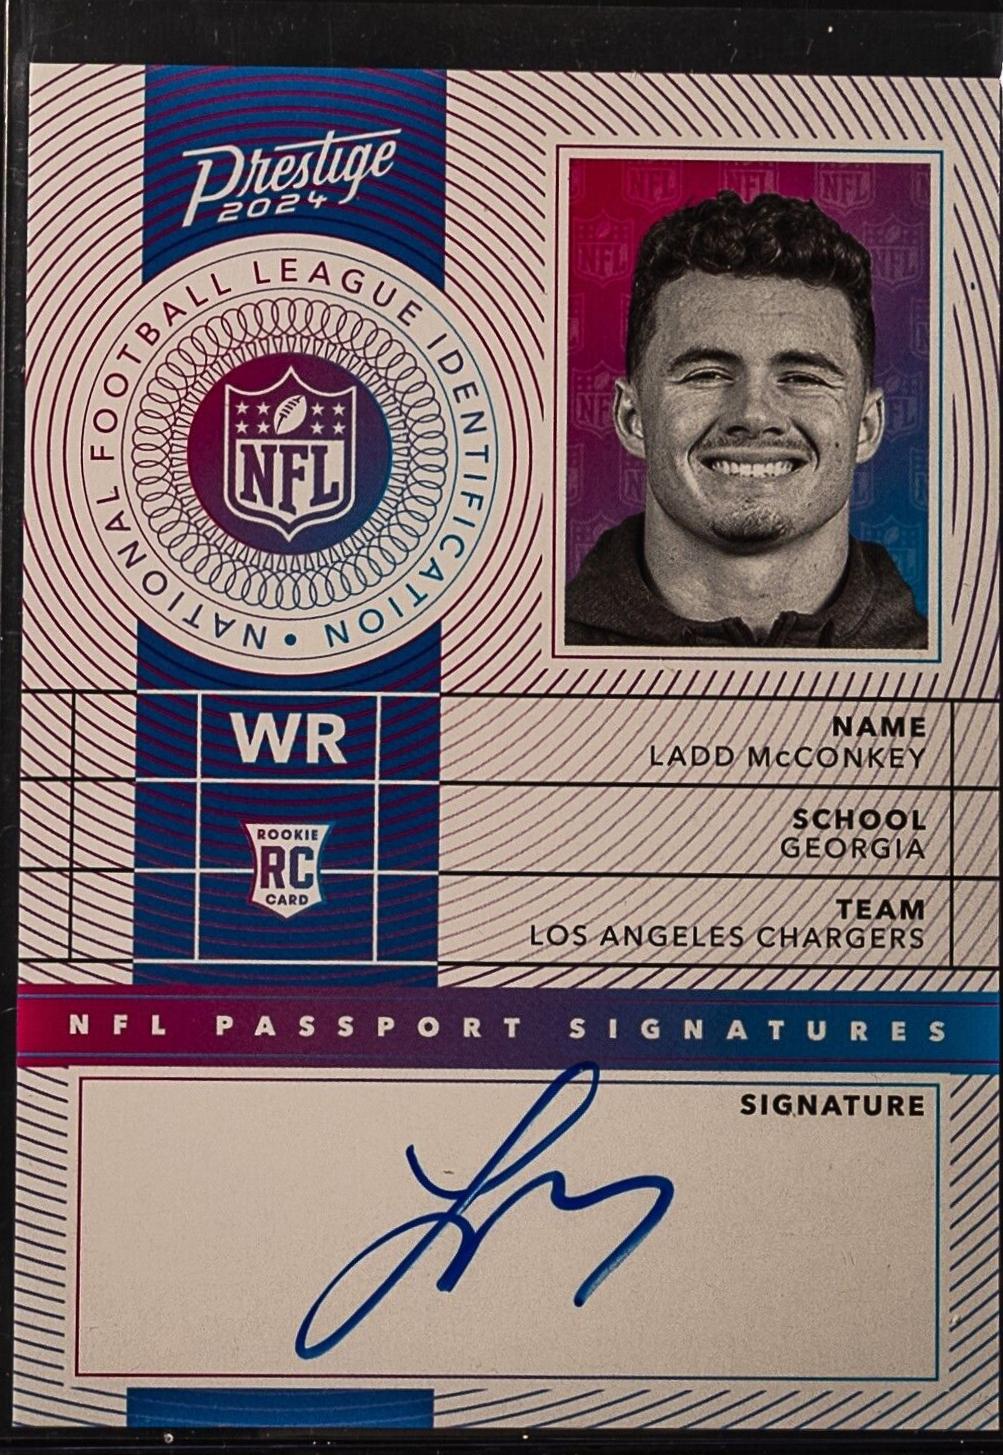 Prestige
2024
NATIONAL FOOTBALL LEAGUE IDENTIFICATION •
NFL
WR
NAME
LADD McCONKEY
ROOKIE
RC
CARD
SCHOOL
GEORGIA
TEAM
LOS ANGELES CHARGERS
NFL PASSPORT SIGNATURES
SIGNATURE